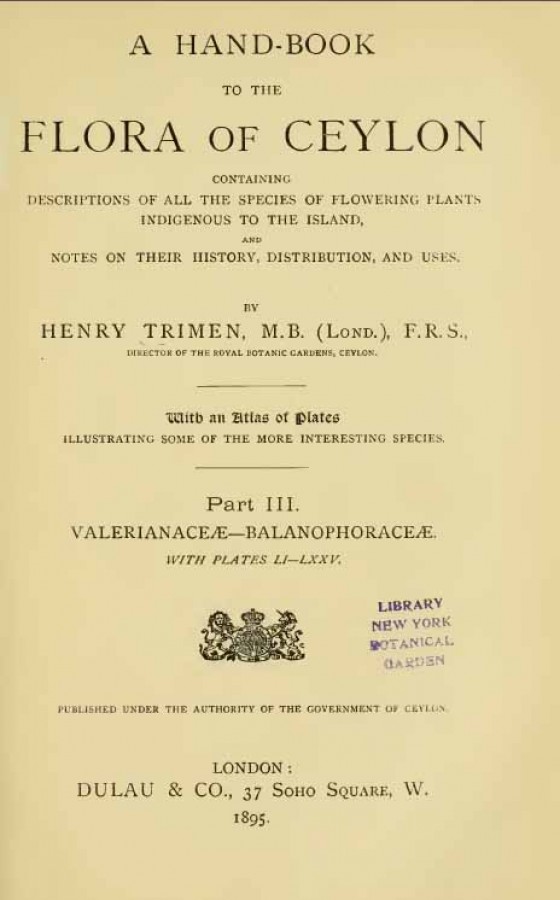 A HAND-BOOK
TO THE
FLORA OF CEYLON
CONTAINING
DESCRIPTIONS OF ALL THE SPECIES OF FLOWERING PLANTS
INDIGENOUS TO THE ISLAND,
AND
NOTES ON THEIR HISTORY, DISTRIBUTION, AND USES.
BY
HENRY TRIMEN, M.B. (LOND.), F.R.S.,
DIRECTOR OF THE ROYAL BOTANIC GARDENS, CEYLON.
With an Atlas of Plates
ILLUSTRATING SOME OF THE MORE INTERESTING SPECIES.
Part III.
VALERIANACEÆ—BALANOPHORACEÆ.
WITH PLATES LI—LXXV.
LIBRARY
NEW YORK
BOTANICAL
GARDEN
PUBLISHED UNDER THE AUTHORITY OF THE GOVERNMENT OF CEYLON.
LONDON:
DULAU & CO., 37 SOHO SQUARE, W.
1895.